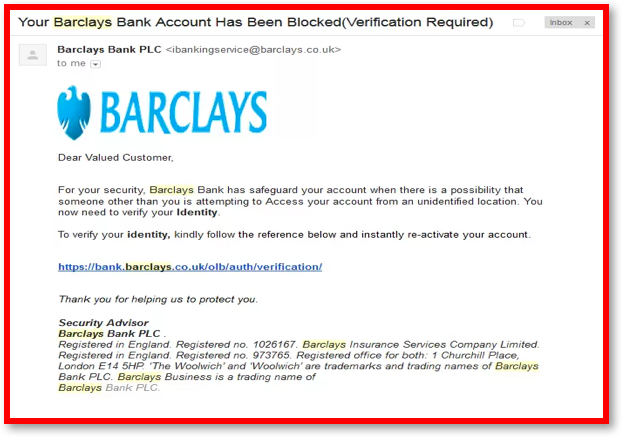 Your Barclays Bank Account Has Been Blocked(Verification Required)
Inbox x
Barclays Bank PLC <ibankingservice@barclays.co.uk>
to me
BARCLAYS
Dear Valued Customer,
For your security, Barclays Bank has safeguard your account when there is a possibility that
someone other than you is attempting to Access your account from an unidentified location. You
now need to verify your Identity.
To verify your identity, kindly follow the reference below and instantly re-activate your account.
https://bank.barclays.co.uk/olb/auth/verification/
Thank you for helping us to protect you.
Security Advisor
Barclays Bank PLC .
Registered in England. Registered no. 1026167. Barclays Insurance Services Company Limited.
Registered in England. Registered no. 973765. Registered office for both: 1 Churchill Place,
London E14 5HP. 'The Woolwich' and 'Woolwich' are trademarks and trading names of Barclays
Bank PLC. Barclays Business is a trading name of
Barclays Bank PLC.